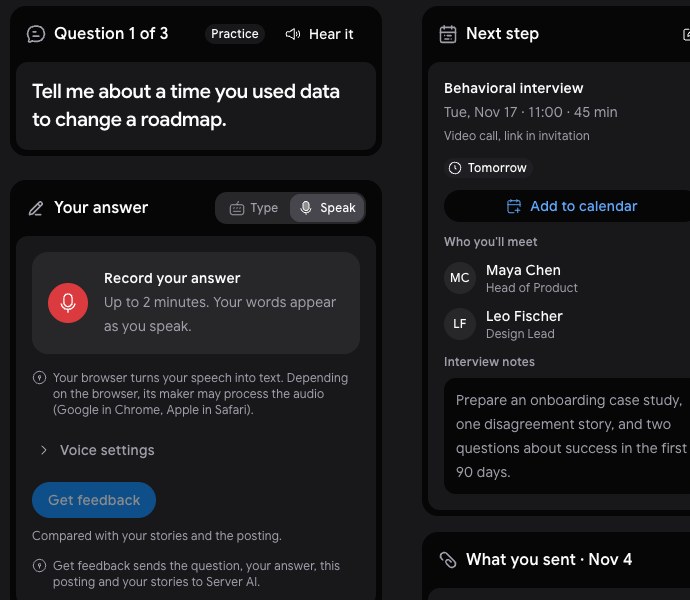 Question 1 of 3
Practice
Hear it
Tell me about a time you used data
to change a roadmap.
Your answer
Type
Speak
Record your answer
Up to 2 minutes. Your words appear
as you speak.
Your browser turns your speech into text. Depending
on the browser, its maker may process the audio
(Google in Chrome, Apple in Safari).
Voice settings
Get feedback
Compared with your stories and the posting.
Get feedback sends the question, your answer, this
posting and your stories to Server AI.
Next step
Behavioral interview
Tue, Nov 17 · 11:00 · 45 min
Video call, link in invitation
Tomorrow
Add to calendar
Who you'll meet
MC
Maya Chen
Head of Product
LF
Leo Fischer
Design Lead
Interview notes
Prepare an onboarding case study,
one disagreement story, and two
questions about success in the first
90 days.
What you sent · Nov 4